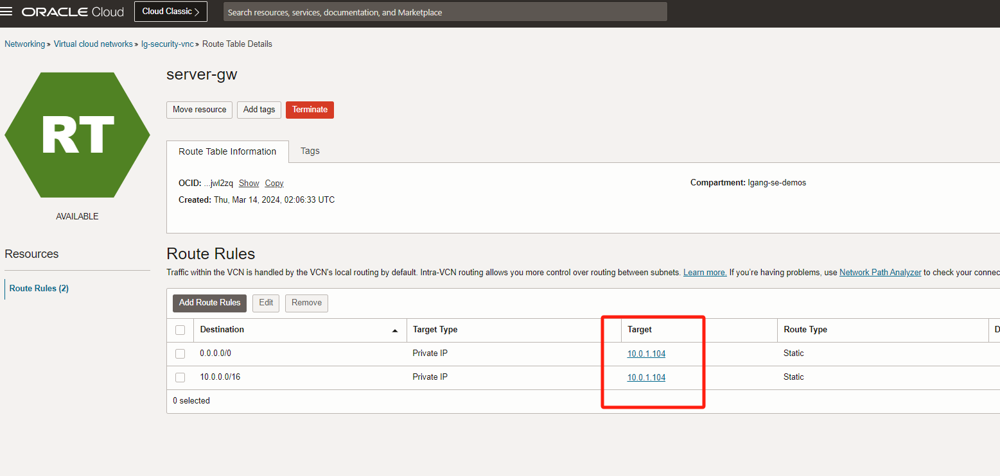 ORACLE Cloud
Cloud Classic
Search resources, services, documentation, and Marketplace
Networking » Virtual cloud networks » lg-security-vnc » Route Table Details
RT
AVAILABLE
server-gw
Move resource Add tags Terminate
Route Table Information Tags
OCID: ...jwl2zq Show Copy
Compartment: lgang-se-demos
Created: Thu, Mar 14, 2024, 02:06:33 UTC
Resources
Route Rules (2)
Route Rules
Traffic within the VCN is handled by the VCN's local routing by default. Intra-VCN routing allows you more control over routing between subnets. Learn more. If you're having problems, use Network Path Analyzer to check your connec
Add Route Rules Edit Remove
Destination Target Type Target Route Type D
0.0.0.0/0 Private IP 10.0.1.104 Static
10.0.0.0/16 Private IP 10.0.1.104 Static
0 selected